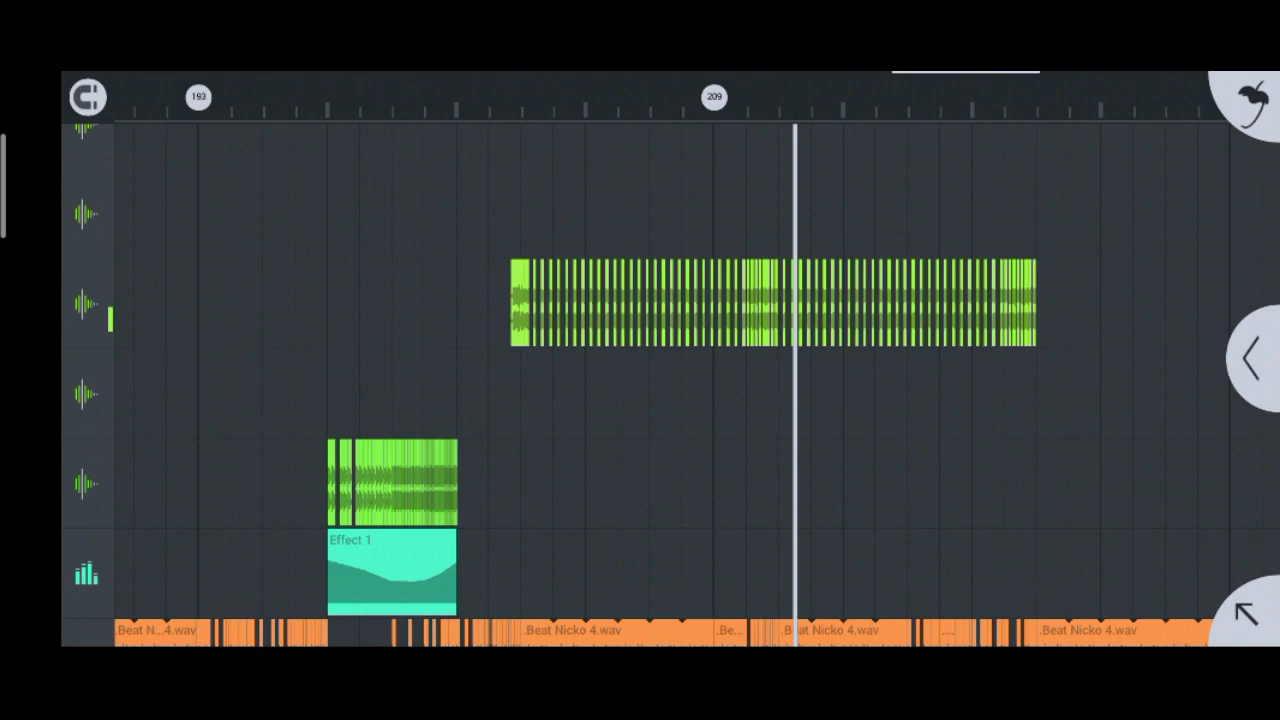 193
209
Effect 1
.Beat N...4.wav
.Beat Nicko 4.wav
.Be...
.Beat Nicko 4.wav
....
.Beat Nicko 4.wav